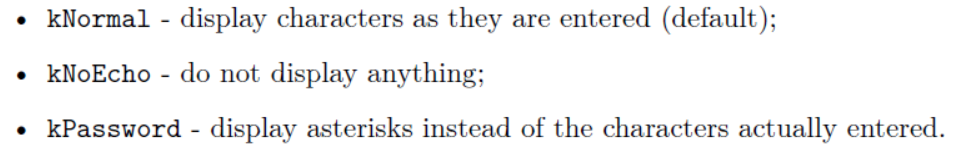 • kNormal - display characters as they are entered (default);
• kNoEcho - do not display anything;
• kPassword - display asterisks instead of the characters actually entered.